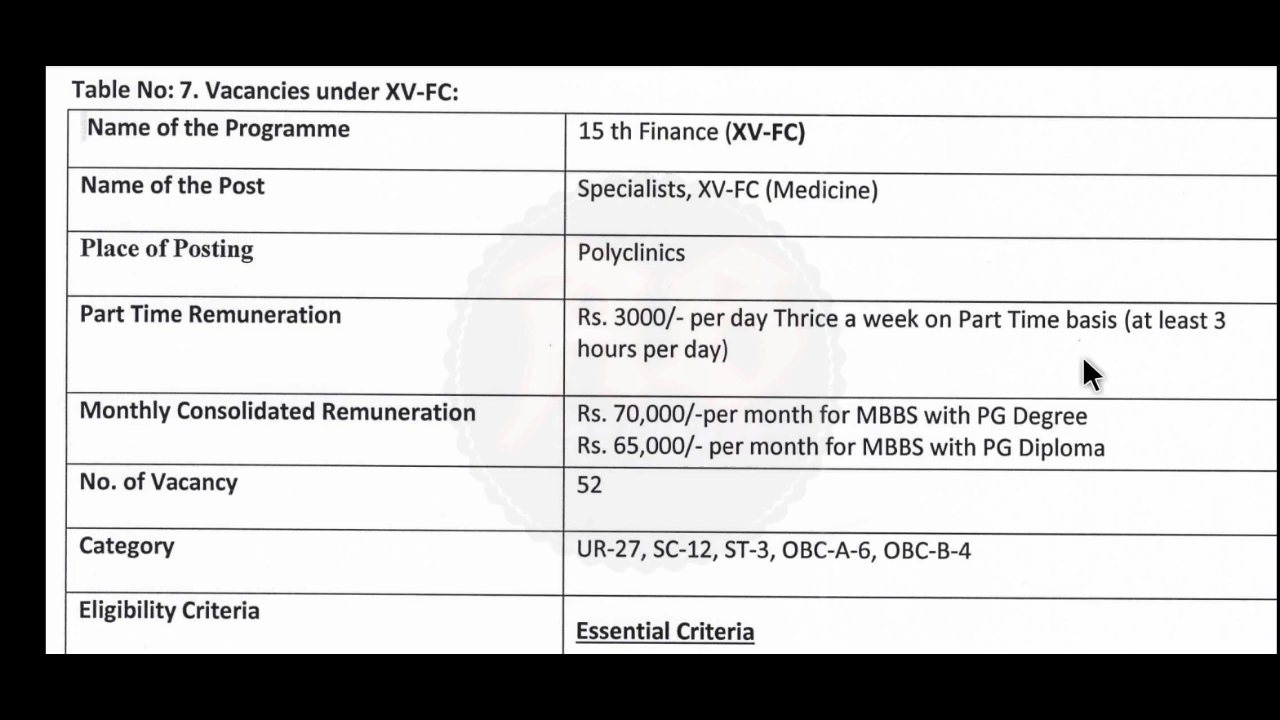 Table No: 7. Vacancies under XV-FC:
Name of the Programme
15 th Finance (XV-FC)
Name of the Post
Specialists, XV-FC (Medicine)
Place of Posting
Polyclinics
Part Time Remuneration
Rs. 3000/- per day Thrice a week on Part Time basis (at least 3
hours per day)
Monthly Consolidated Remuneration
Rs. 70,000/-per month for MBBS with PG Degree
Rs. 65,000/- per month for MBBS with PG Diploma
No. of Vacancy
52
Category
UR-27, SC-12, ST-3, OBC-A-6, OBC-B-4
Eligibility Criteria
Essential Criteria